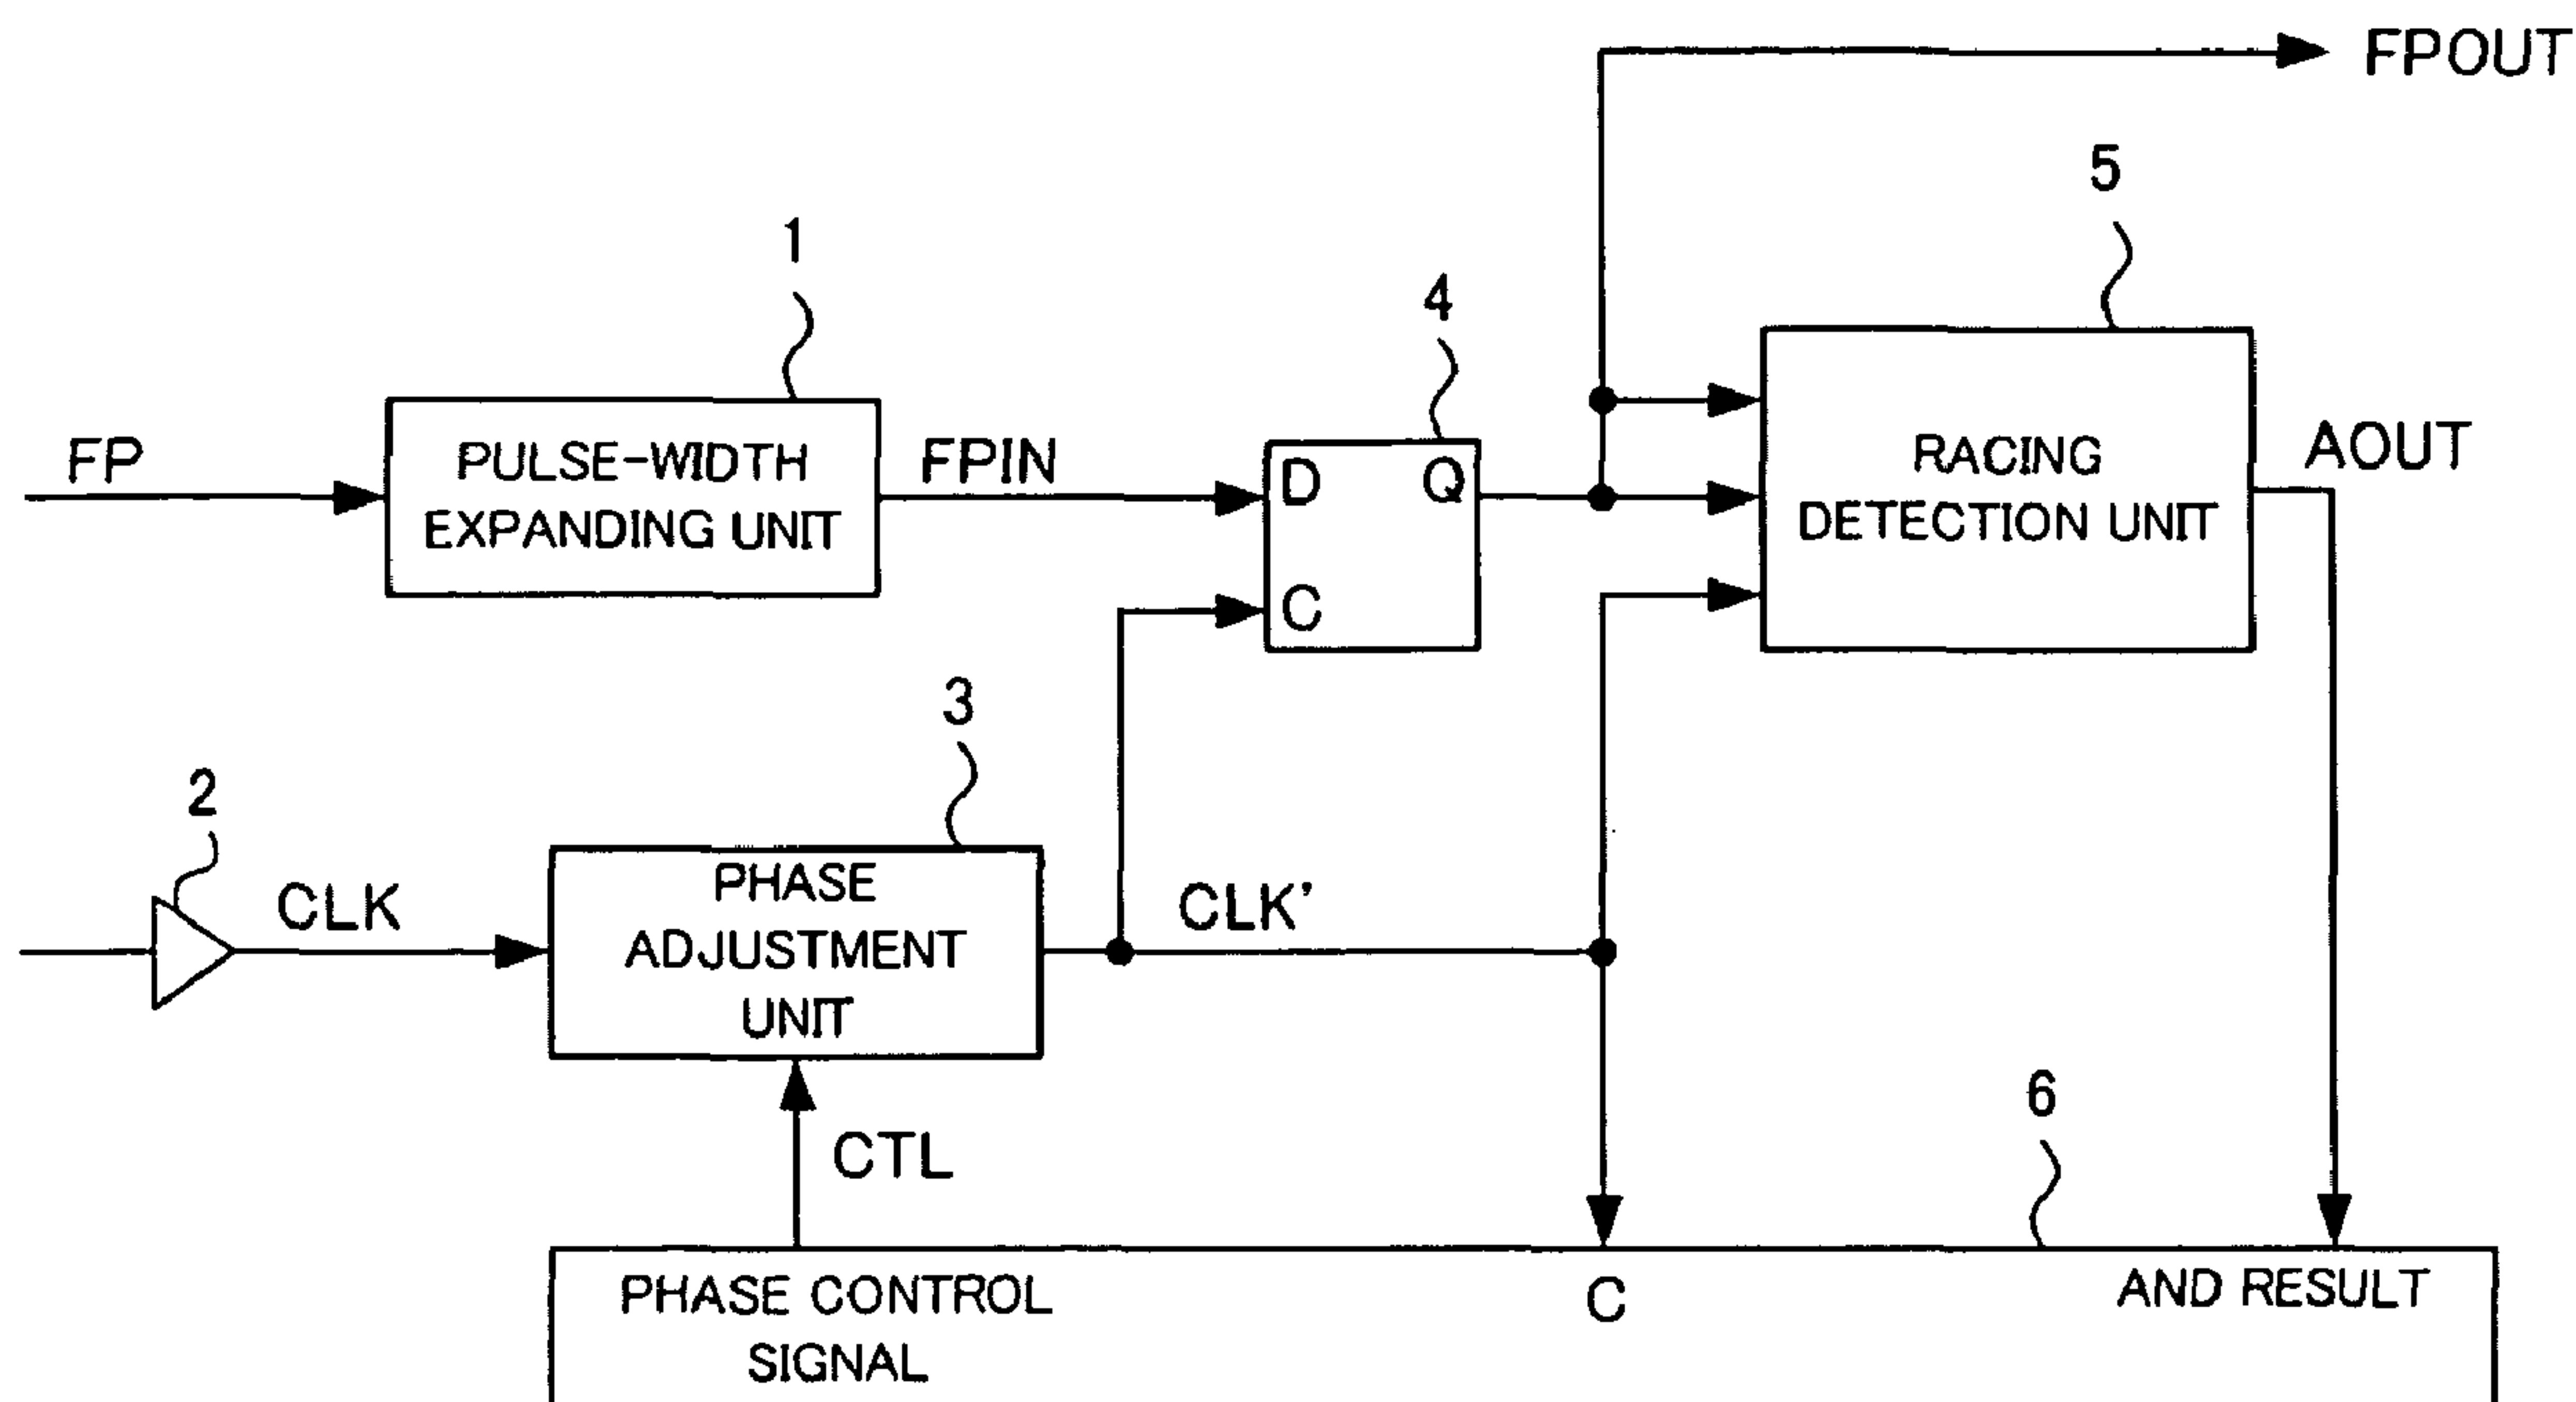 FPOUT
5
1
4
FP
PULSE-WIDTH
EXPANDING UNIT
FPIN
D
Q
C
RACING
DETECTION UNIT
AOUT
3
2
CLK
PHASE
ADJUSTMENT
UNIT
CLK'
CTL
6
PHASE CONTROL
SIGNAL
C
AND RESULT